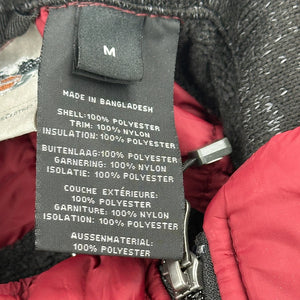 M
MADE IN BANGLADESH
SHELL:100% POLYESTER
TRIM: 100% NYLON
INSULATION: 100% POLYESTER
BUITENLAAG:100% POLYESTER
GARNERING: 100% NYLON
ISOLATIE: 100% POLYESTER
COUCHE EXTÉRIEURE:
100% POLYESTER
GARNITURE: 100% NYLON
ISOLATION: 100% POLYESTER
AUSSENMATERIAL:
100% POLYESTER